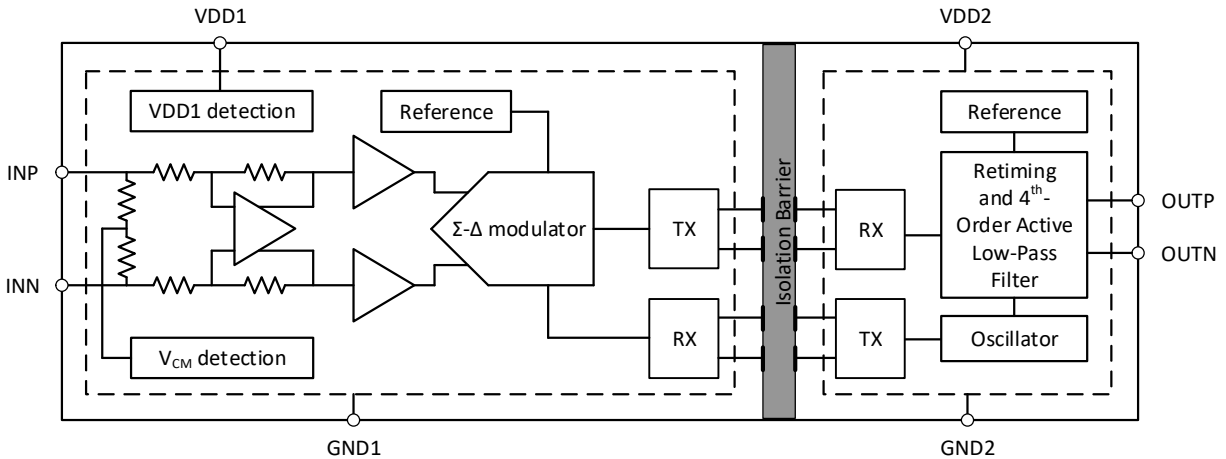 VDD1
VDD2
VDD1 detection
Reference
Reference
INP
INN
Σ-Δ modulator
TX
RX
Isolation Barrier
RX
TX
Retiming
and 4th-
Order Active
Low-Pass
Filter
OUTP
OUTN
Oscillator
VCM detection
GND1
GND2